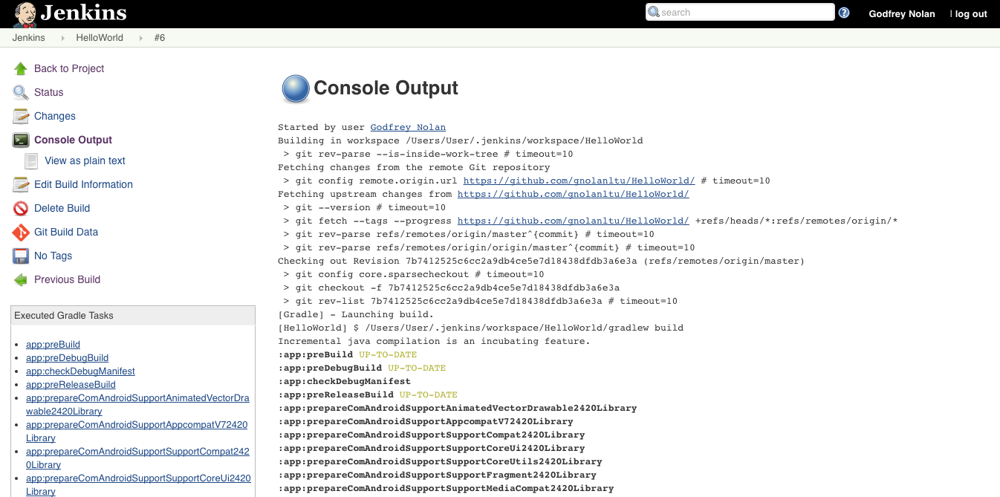 Jenkins
search
Godfrey Nolan
| log out
Jenkins
HelloWorld
#6
Back to Project
Status
Changes
Console Output
View as plain text
Edit Build Information
Delete Build
Git Build Data
No Tags
Previous Build
Executed Gradle Tasks
app:preBuild
app:preDebugBuild
app:checkDebugManifest
app:preReleaseBuild
app:prepareComAndroidSupportAnimatedVectorDra
wable2420Library
app:prepareComAndroidSupportAppcompatV72420
Library
app:prepareComAndroidSupportSupportCompat242
0Library
app:prepareComAndroidSupportSupportCoreUi2420
Library
Console Output
Started by user Godfrey Nolan
Building in workspace /Users/User/.jenkins/workspace/HelloWorld
> git rev-parse --is-inside-work-tree # timeout=10
Fetching changes from the remote Git repository
> git config remote.origin.url https://github.com/gnolanltu/HelloWorld/ # timeout=10
Fetching upstream changes from https://github.com/gnolanltu/HelloWorld/
> git --version # timeout=10
> git fetch --tags --progress https://github.com/gnolanltu/HelloWorld/ +refs/heads/*:refs/remotes/origin/*
> git rev-parse refs/remotes/origin/master^{commit} # timeout=10
> git rev-parse refs/remotes/origin/origin/master^{commit} # timeout=10
Checking out Revision 7b7412525c6cc2a9db4ce5e7d18438dfdb3a6e3a (refs/remotes/origin/master)
> git config core.sparsecheckout # timeout=10
> git checkout -f 7b7412525c6cc2a9db4ce5e7d18438dfdb3a6e3a
> git rev-list 7b7412525c6cc2a9db4ce5e7d18438dfdb3a6e3a # timeout=10
[Gradle] - Launching build.
[HelloWorld] $ /Users/User/.jenkins/workspace/HelloWorld/gradlew build
Incremental java compilation is an incubating feature.
:app:preBuild UP-TO-DATE
:app:preDebugBuild UP-TO-DATE
:app:checkDebugManifest
:app:preReleaseBuild UP-TO-DATE
:app:prepareComAndroidSupportAnimatedVectorDrawable2420Library
:app:prepareComAndroidSupportAppcompatV72420Library
:app:prepareComAndroidSupportSupportCompat2420Library
:app:prepareComAndroidSupportSupportCoreUi2420Library
:app:prepareComAndroidSupportSupportCoreUtils2420Library
:app:prepareComAndroidSupportSupportFragment2420Library
:app:prepareComAndroidSupportSupportMediaCompat2420Library